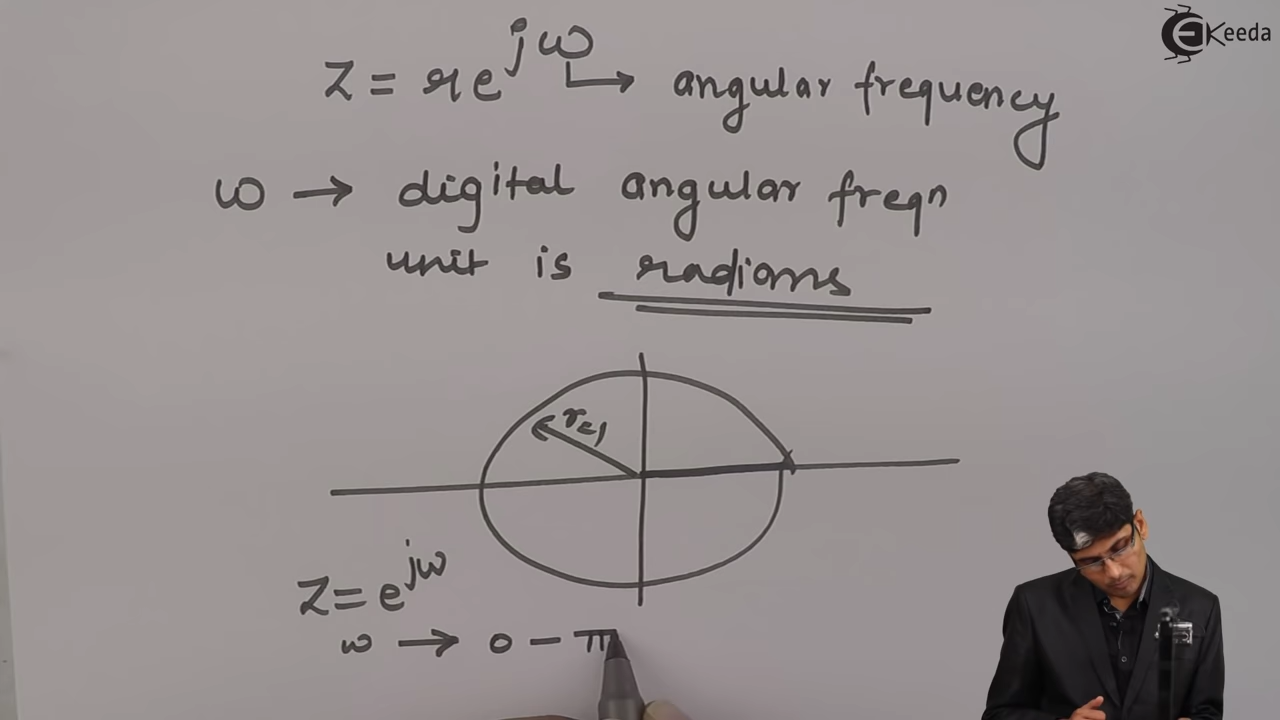 EKeeda
z = re^jω → angular frequency
ω → digital angular freqn
unit is radians
r=1
z = e^jω
ω → 0 − π